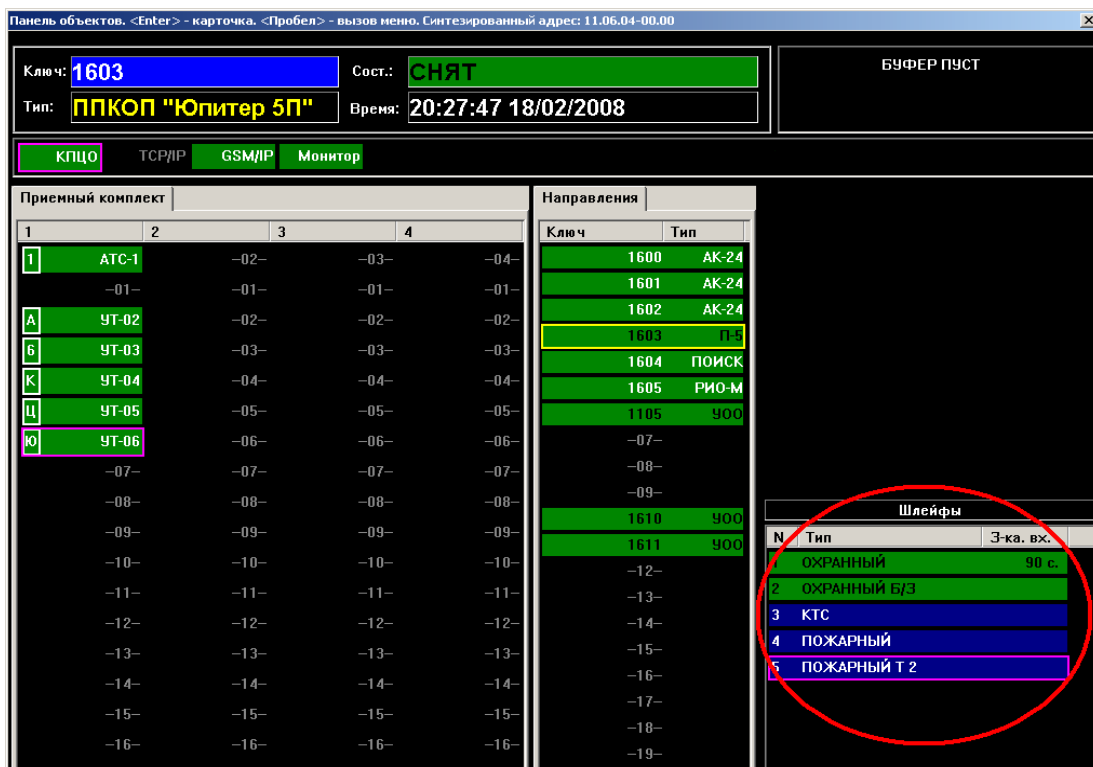 Панель объектов. <Enter> - карточка. <Пробел> - вызов меню. Синтезированный адрес: 11.06.04-00.00
Ключ: 1603 Сост.: СНЯТ
Тип: ППКОП "Юпитер 5П" Время: 20:27:47 18/02/2008
БУФЕР ПУСТ
КПЦО TCP/IP GSM/IP Монитор
Приемный комплект
1 2 3 4
1 АТС-1 -02- -03- -04-
-01- -01- -01- -01-
А УТ-02 -02- -02- -02-
Б УТ-03 -03- -03- -03-
К УТ-04 -04- -04- -04-
Ц УТ-05 -05- -05- -05-
Ю УТ-06 -06- -06- -06-
-07- -07- -07- -07-
-08- -08- -08- -08-
-09- -09- -09- -09-
-10- -10- -10- -10-
-11- -11- -11- -11-
-12- -12- -12- -12-
-13- -13- -13- -13-
-14- -14- -14- -14-
-15- -15- -15- -15-
-16- -16- -16- -16-
Направления
Ключ Тип
1600 АК-24
1601 АК-24
1602 АК-24
1603 П-5
1604 ПОИСК
1605 РИО-М
1105 УОО
-07-
-08-
-09-
1610 УОО
1611 УОО
-12-
-13-
-14-
-15-
-16-
-17-
-18-
-19-
Шлейфы
N Тип З-ка. вх.
1 ОХРАННЫЙ 90 с.
2 ОХРАННЫЙ Б/З
3 КТС
4 ПОЖАРНЫЙ
5 ПОЖАРНЫЙ Т 2